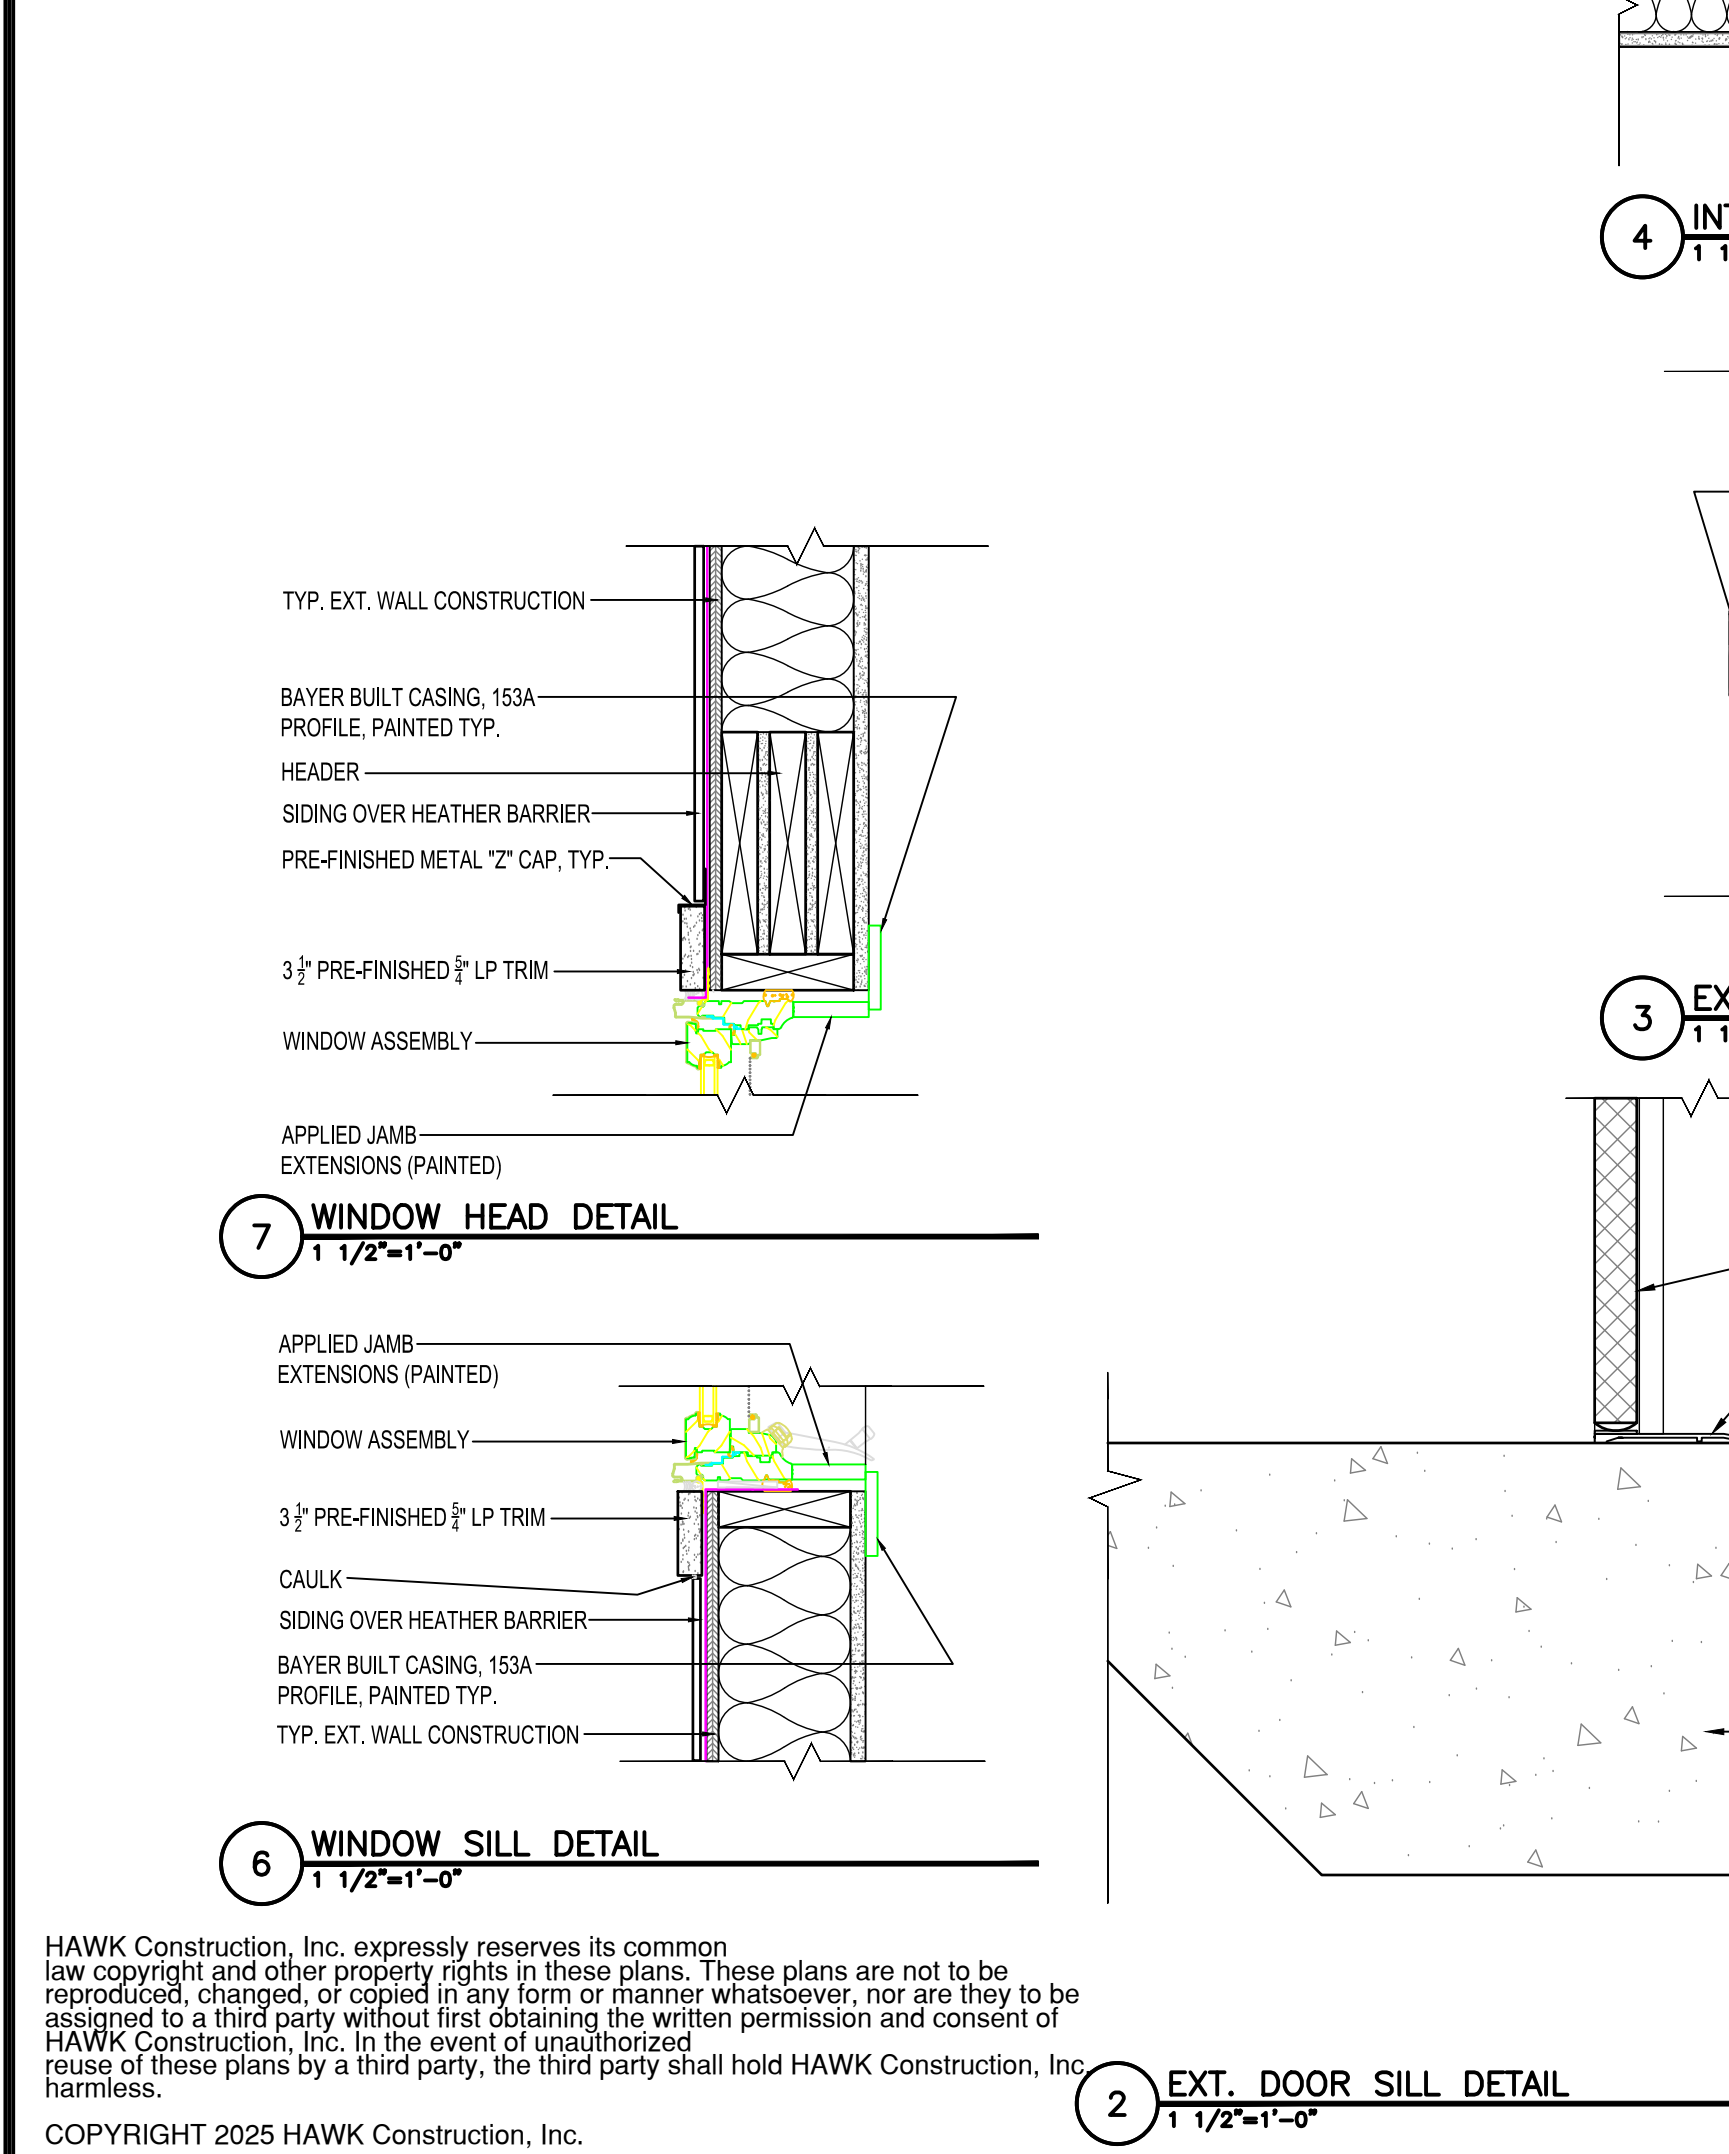 4
INT
1 1
TYP. EXT. WALL CONSTRUCTION
BAYER BUILT CASING, 153A
PROFILE, PAINTED TYP.
HEADER
SIDING OVER HEATHER BARRIER
PRE-FINISHED METAL "Z" CAP, TYP.
3 1/2" PRE-FINISHED 5/4" LP TRIM
WINDOW ASSEMBLY
APPLIED JAMB
EXTENSIONS (PAINTED)
7 WINDOW HEAD DETAIL
1 1/2"=1'-0"
3
EX
1 1
APPLIED JAMB
EXTENSIONS (PAINTED)
WINDOW ASSEMBLY
3 1/2" PRE-FINISHED 5/4" LP TRIM
CAULK
SIDING OVER HEATHER BARRIER
BAYER BUILT CASING, 153A
PROFILE, PAINTED TYP.
TYP. EXT. WALL CONSTRUCTION
6 WINDOW SILL DETAIL
1 1/2"=1'-0"
HAWK Construction, Inc. expressly reserves its common
law copyright and other property rights in these plans. These plans are not to be
reproduced, changed, or copied in any form or manner whatsoever, nor are they to be
assigned to a third party without first obtaining the written permission and consent of
HAWK Construction, Inc. In the event of unauthorized
reuse of these plans by a third party, the third party shall hold HAWK Construction, Inc.
harmless.
COPYRIGHT 2025 HAWK Construction, Inc.
2 EXT. DOOR SILL DETAIL
1 1/2"=1'-0"